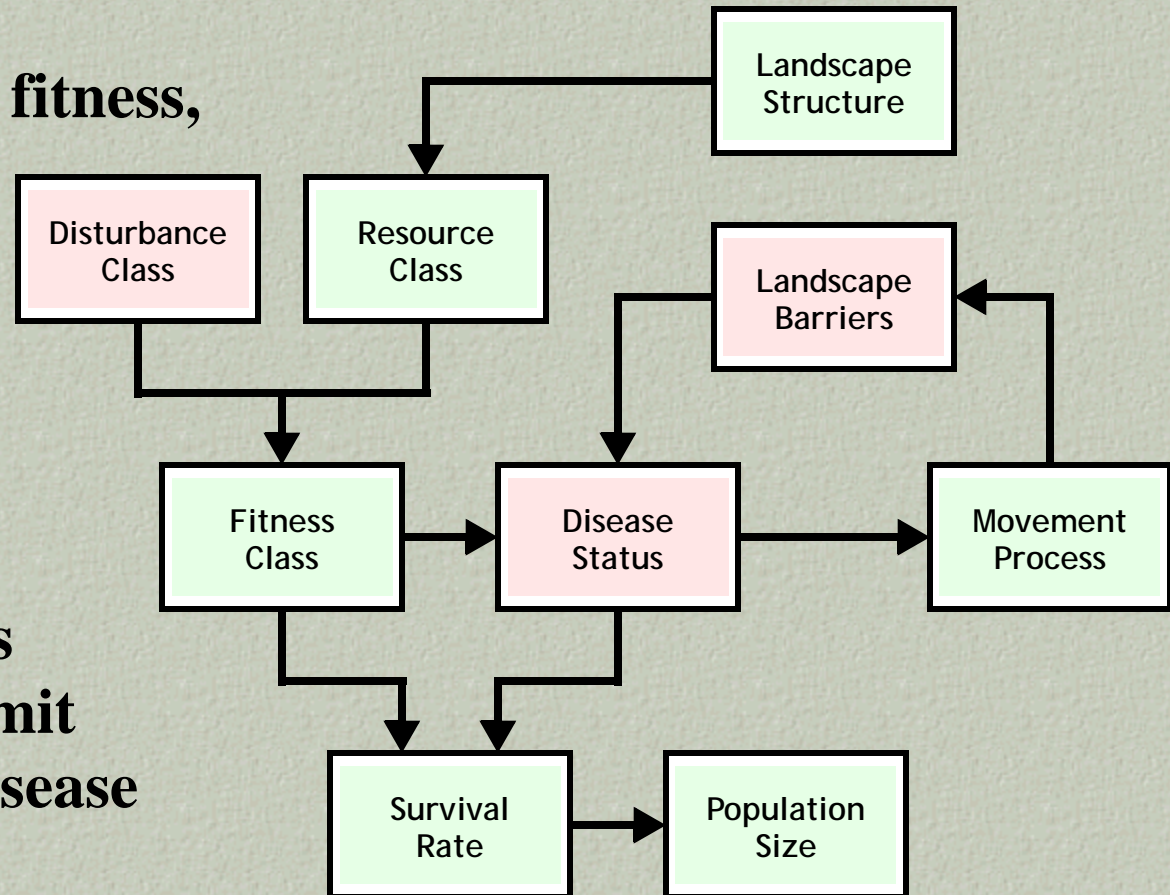 fitness,
s
mit
sease
Landscape
Structure
Disturbance
Class
Resource
Class
Landscape
Barriers
Fitness
Class
Disease
Status
Movement
Process
Survival
Rate
Population
Size